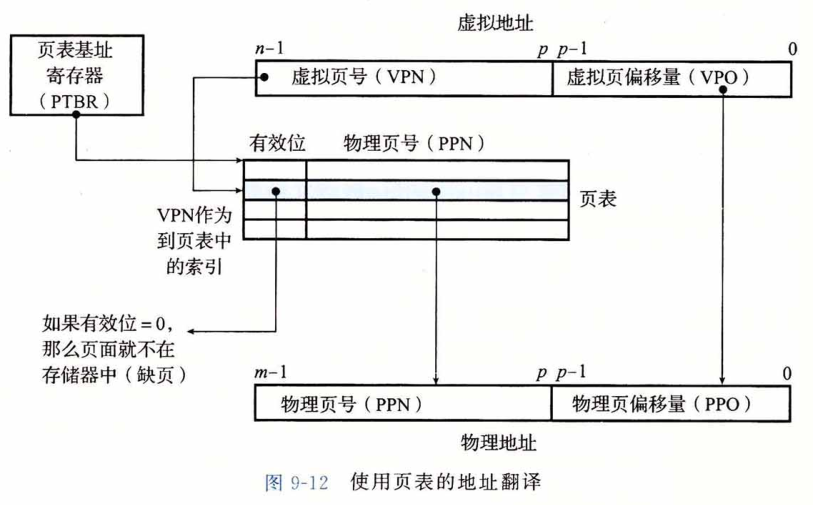 虚拟地址
页表基址
寄存器
（PTBR）
n-1 p p-1 0
虚拟页号（VPN） 虚拟页偏移量（VPO）
有效位 物理页号（PPN）
页表
VPN作为
到页表中
的索引
如果有效位=0，
那么页面就不在
存储器中（缺页）
m-1 p p-1 0
物理页号（PPN） 物理页偏移量（PPO）
物理地址
图 9-12 使用页表的地址翻译